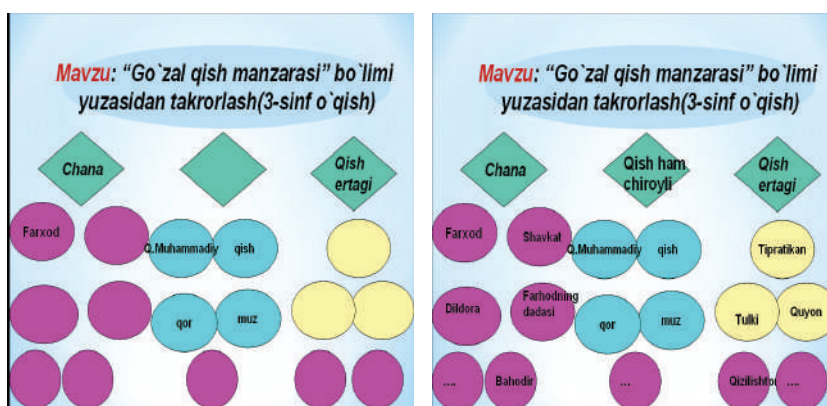 Mavzu: “Go`zal qish manzarasi” bo`limi
yuzasidan takrorlash(3-sinf o`qish)
Chana
Qish
ertagi
Farxod
Q.Muhammadiy
qish
qor
muz
Mavzu: “Go`zal qish manzarasi” bo`limi
yuzasidan takrorlash(3-sinf o`qish)
Chana
Qish ham
chiroyli
Qish
ertagi
Farxod
Shavkat
Q.Muhammadiy
qish
Tipratikan
Dildora
Farhodning
dadasi
qor
muz
Tulki
Quyon
....
Bahodir
...
Qizilishton
....